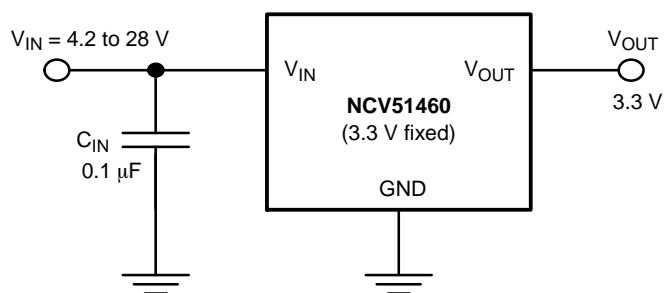 V_IN = 4.2 to 28 V
V_OUT
V_IN
V_OUT
3.3 V
NCV51460
(3.3 V fixed)
C_IN
0.1 μF
GND